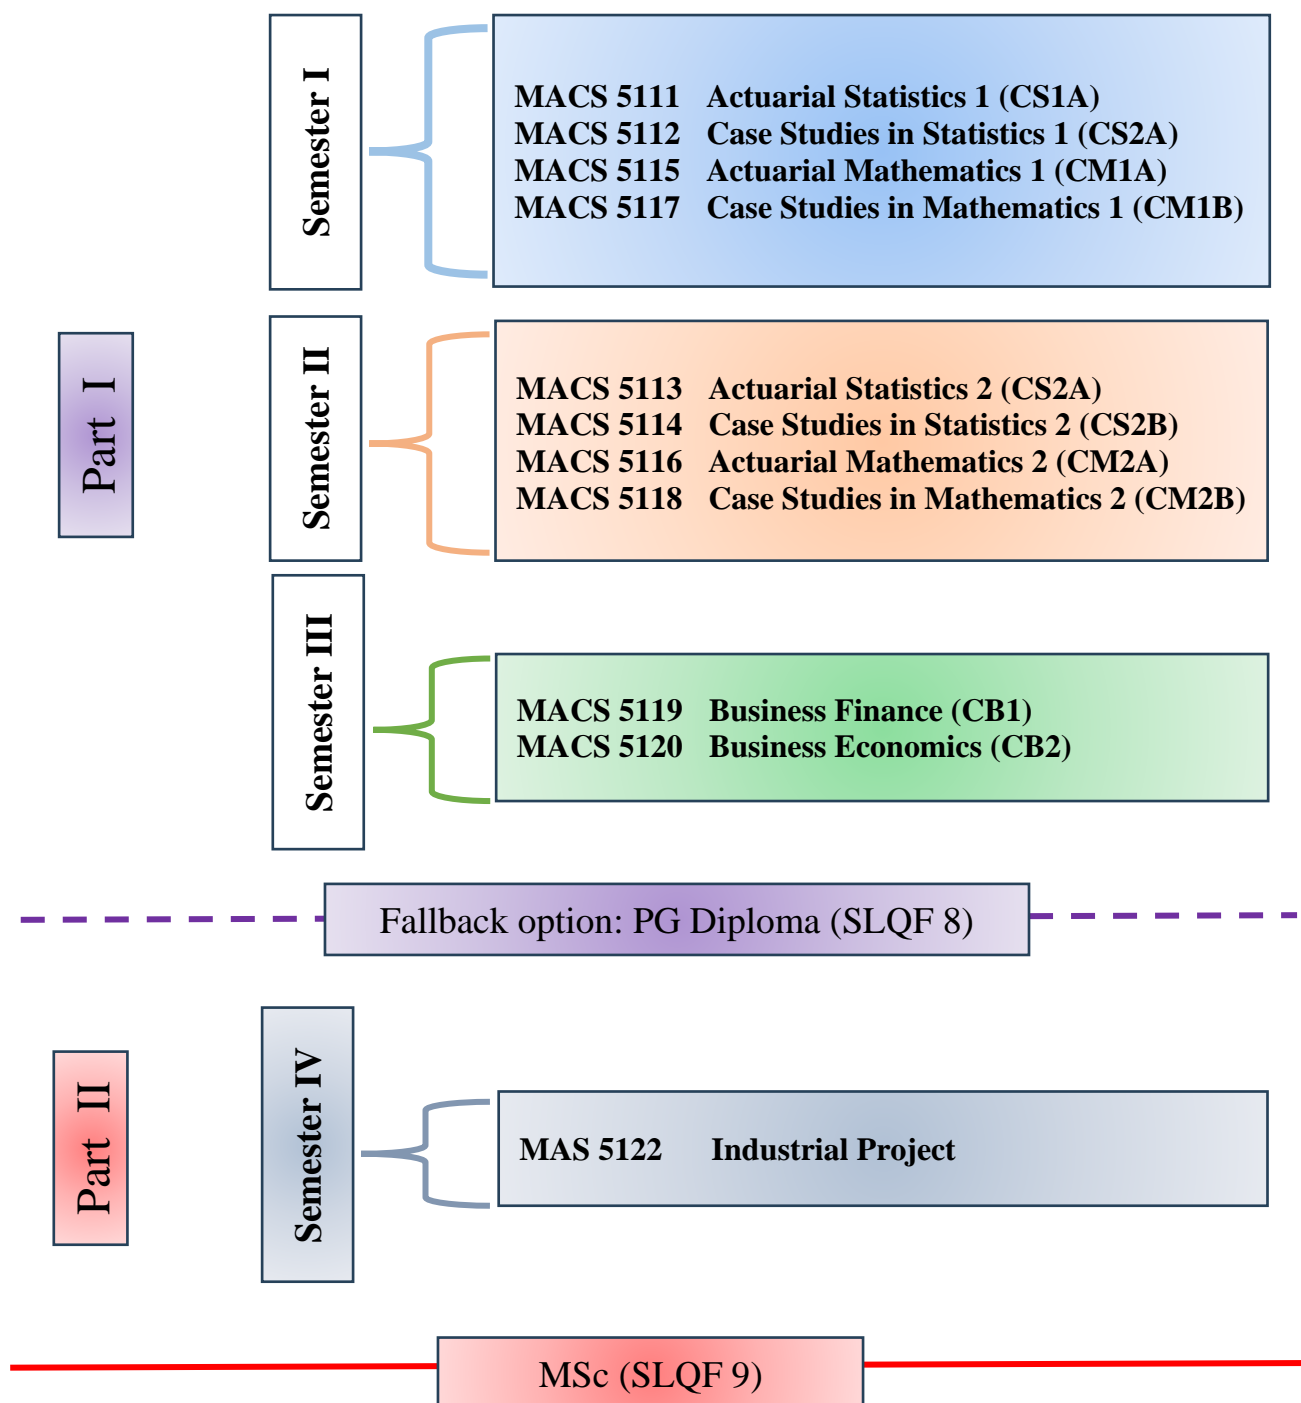 Part I
Semester I
MACS 5111 Actuarial Statistics 1 (CS1A)
MACS 5112 Case Studies in Statistics 1 (CS2A)
MACS 5115 Actuarial Mathematics 1 (CM1A)
MACS 5117 Case Studies in Mathematics 1 (CM1B)
Semester II
MACS 5113 Actuarial Statistics 2 (CS2A)
MACS 5114 Case Studies in Statistics 2 (CS2B)
MACS 5116 Actuarial Mathematics 2 (CM2A)
MACS 5118 Case Studies in Mathematics 2 (CM2B)
Semester III
MACS 5119 Business Finance (CB1)
MACS 5120 Business Economics (CB2)
Fallback option: PG Diploma (SLQF 8)
Part II
Semester IV
MAS 5122 Industrial Project
MSc (SLQF 9)